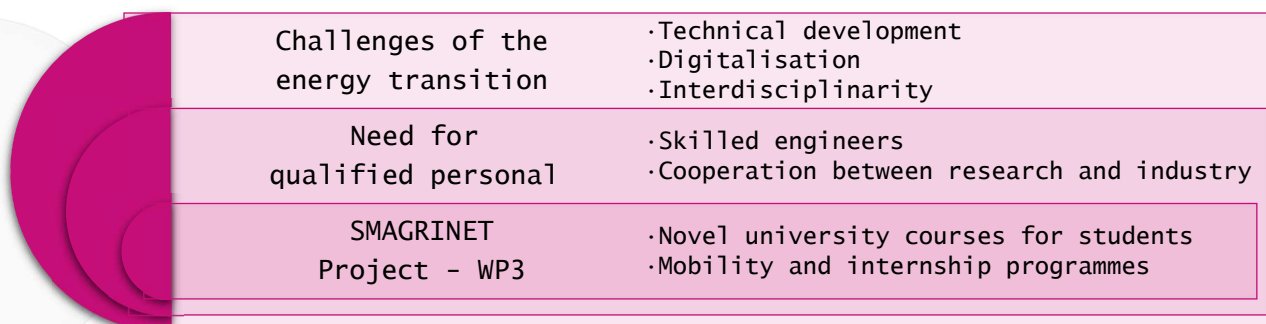 Challenges of the
energy transition
·Technical development
·Digitalisation
·Interdisciplinarity
Need for
qualified personal
·Skilled engineers
·Cooperation between research and industry
SMAGRINET
Project - WP3
·Novel university courses for students
·Mobility and internship programmes